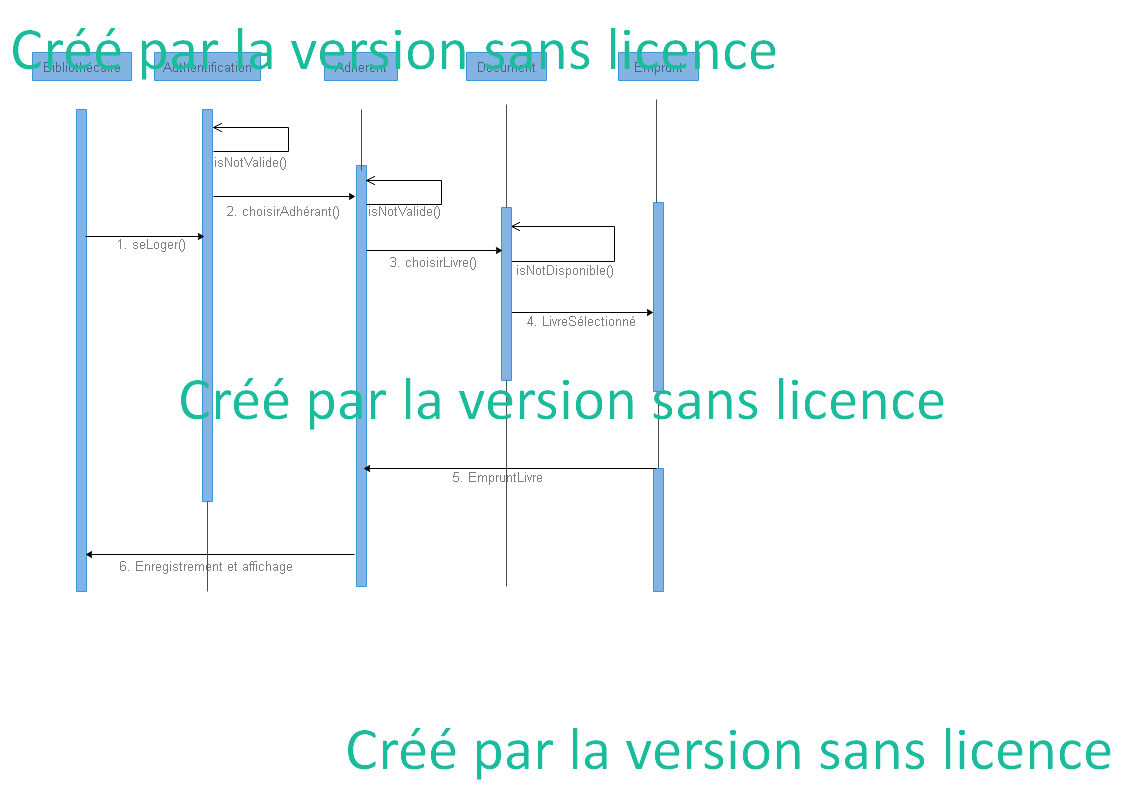 Créé par la version sans licence
Bibliothécaire Authentification Adhérent Document Emprunt
isNotValide()
2. choisirAdhérant() isNotValide()
1. seLoger()
3. choisirLivre()
isNotDisponible()
4. LivreSélectionné
Créé par la version sans licence
5. EmpruntLivre
6. Enregistrement et affichage
Créé par la version sans licence